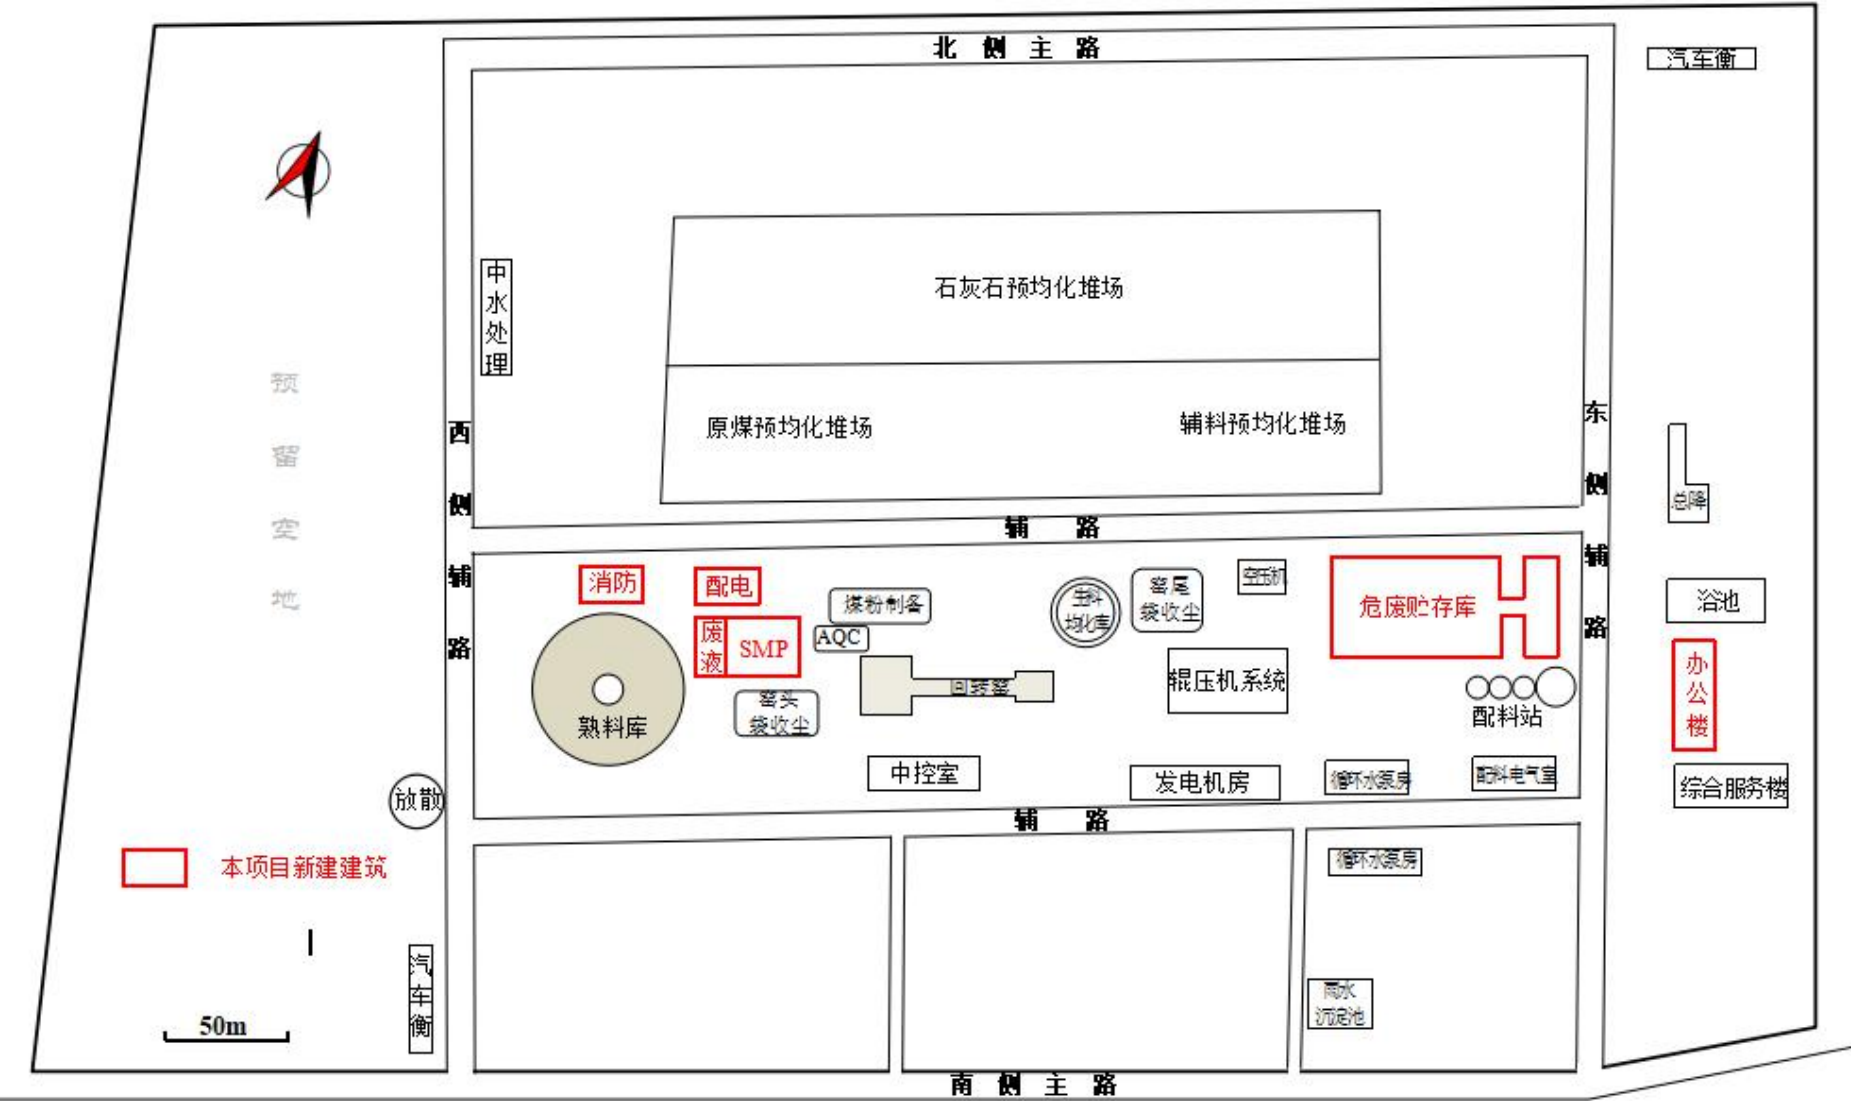 北侧主路
汽车衡
中水处理
石灰石预均化堆场
原煤预均化堆场
辅料预均化堆场
预留空地
西侧辅路
东侧辅路
总降
辅路
消防
配电
煤粉制备
生料
均化库
窑尾
袋收尘
空压机
危废贮存库
浴池
废液
SMP
AQC
回转窑
辊压机系统
办公楼
窑头
袋收尘
熟料库
配料站
中控室
发电机房
循环水泵房
配料电气室
综合服务楼
放散
辅路
本项目新建建筑
循环水泵房
汽车衡
雨水
沉淀池
50m
南侧主路